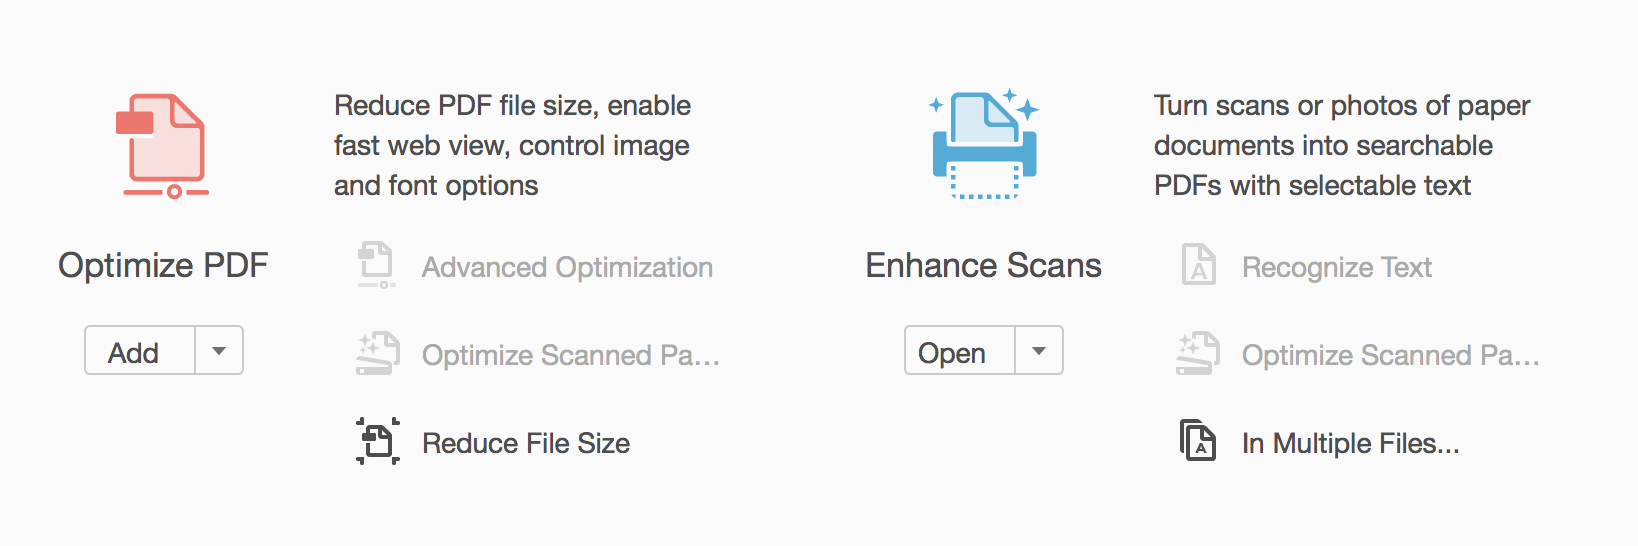 Reduce PDF file size, enable
fast web view, control image
and font options
Optimize PDF
Add
Advanced Optimization
Optimize Scanned Pa...
Reduce File Size
Turn scans or photos of paper
documents into searchable
PDFs with selectable text
Enhance Scans
Open
A Recognize Text
Optimize Scanned Pa...
A In Multiple Files...